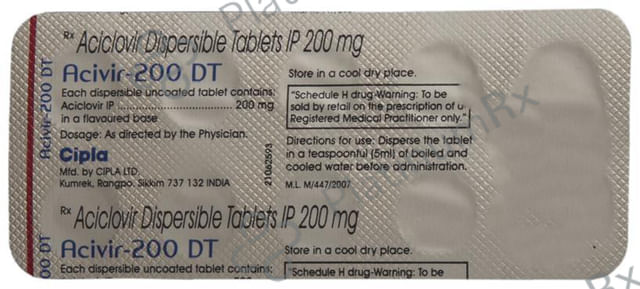 Rx Aciclovir Dispersible Tablets IP 200 mg
Acivir-200 DT
Each dispersible uncoated tablet contains:
Aciclovir IP ........................ 200 mg
in a flavoured base
Dosage: As directed by the Physician.
Cipla
Mfd. by CIPLA LTD.
Kumrek, Rangpo, Sikkim 737 132 INDIA
21062593
Store in a cool dry place.
"Schedule H drug-Warning: To be
sold by retail on the prescription of
Registered Medical Practitioner only."
Directions for use: Disperse the tablet
in a teaspoonful (5ml) of boiled and
cooled water before administration.
M.L. M/447/2007
Acivir-200 DT
Rx Aciclovir Dispersible Tablets IP 200 mg
Acivir-200 DT
Each dispersible uncoated tablet contains:
Store in a cool dry place.
"Schedule H drug-Warning: To be
00 DT